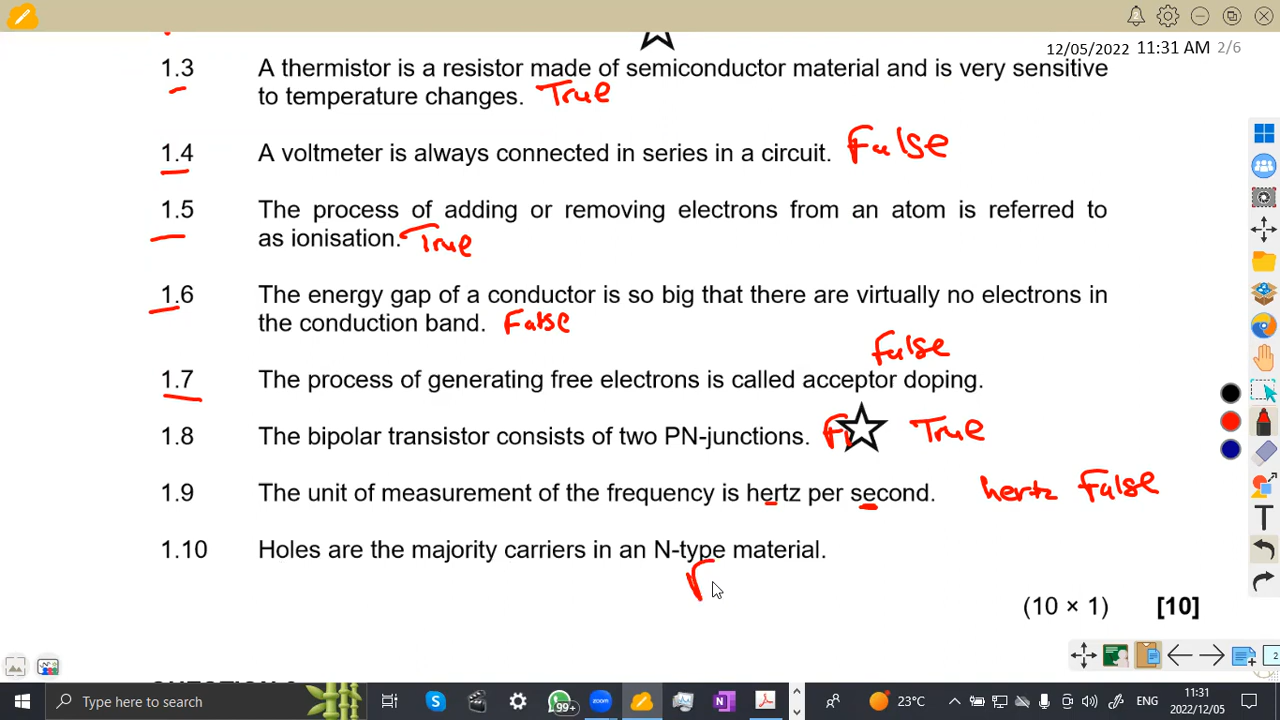 12/05/2022 11:31 AM 2/6
1.3 A thermistor is a resistor made of semiconductor material and is very sensitive
to temperature changes. True
1.4 A voltmeter is always connected in series in a circuit. False
1.5 The process of adding or removing electrons from an atom is referred to
as ionisation. True
1.6 The energy gap of a conductor is so big that there are virtually no electrons in
the conduction band. False
False
1.7 The process of generating free electrons is called acceptor doping.
1.8 The bipolar transistor consists of two PN-junctions. True
1.9 The unit of measurement of the frequency is hertz per second. hertz False
1.10 Holes are the majority carriers in an N-type material.
(10 × 1) [10]
Type here to search 99+ 23°C ENG 11:31
2022/12/05